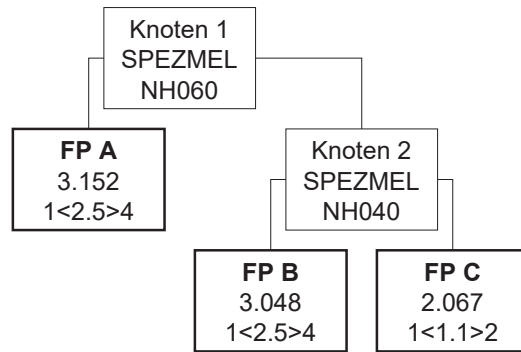 Knoten 1
SPEZMEL
NH060
FP A
3.152
1<2.5>4
Knoten 2
SPEZMEL
NH040
FP B
3.048
1<2.5>4
FP C
2.067
1<1.1>2